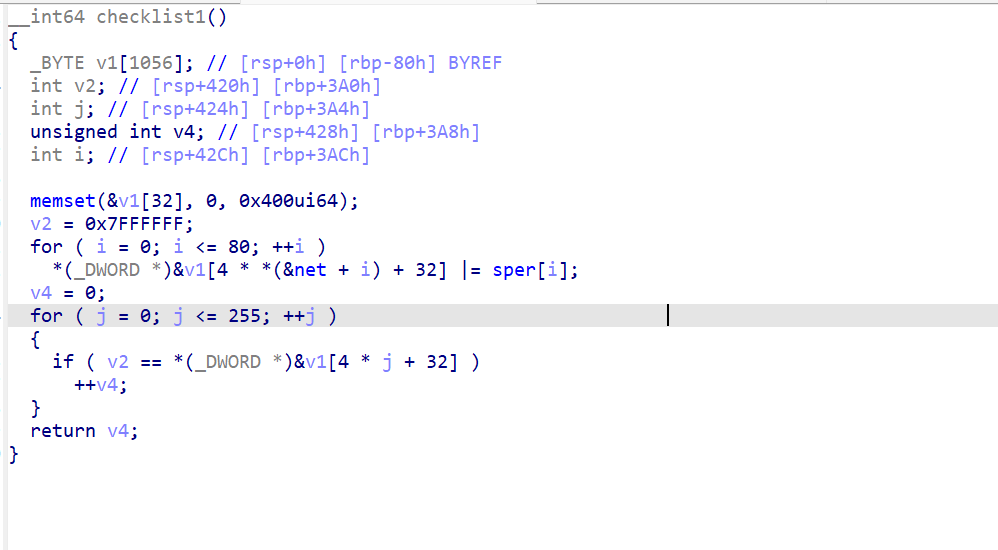 __int64 checklist1()
{
  _BYTE v1[1056]; // [rsp+0h] [rbp-80h] BYREF
  int v2; // [rsp+420h] [rbp+3A0h]
  int j; // [rsp+424h] [rbp+3A4h]
  unsigned int v4; // [rsp+428h] [rbp+3A8h]
  int i; // [rsp+42Ch] [rbp+3ACh]

  memset(&v1[32], 0, 0x400ui64);
  v2 = 0x7FFFFFF;
  for ( i = 0; i <= 80; ++i )
    *(_DWORD *)&v1[4 * *(&net + i) + 32] |= sper[i];
  v4 = 0;
  for ( j = 0; j <= 255; ++j )
  {
    if ( v2 == *(_DWORD *)&v1[4 * j + 32] )
      ++v4;
  }
  return v4;
}